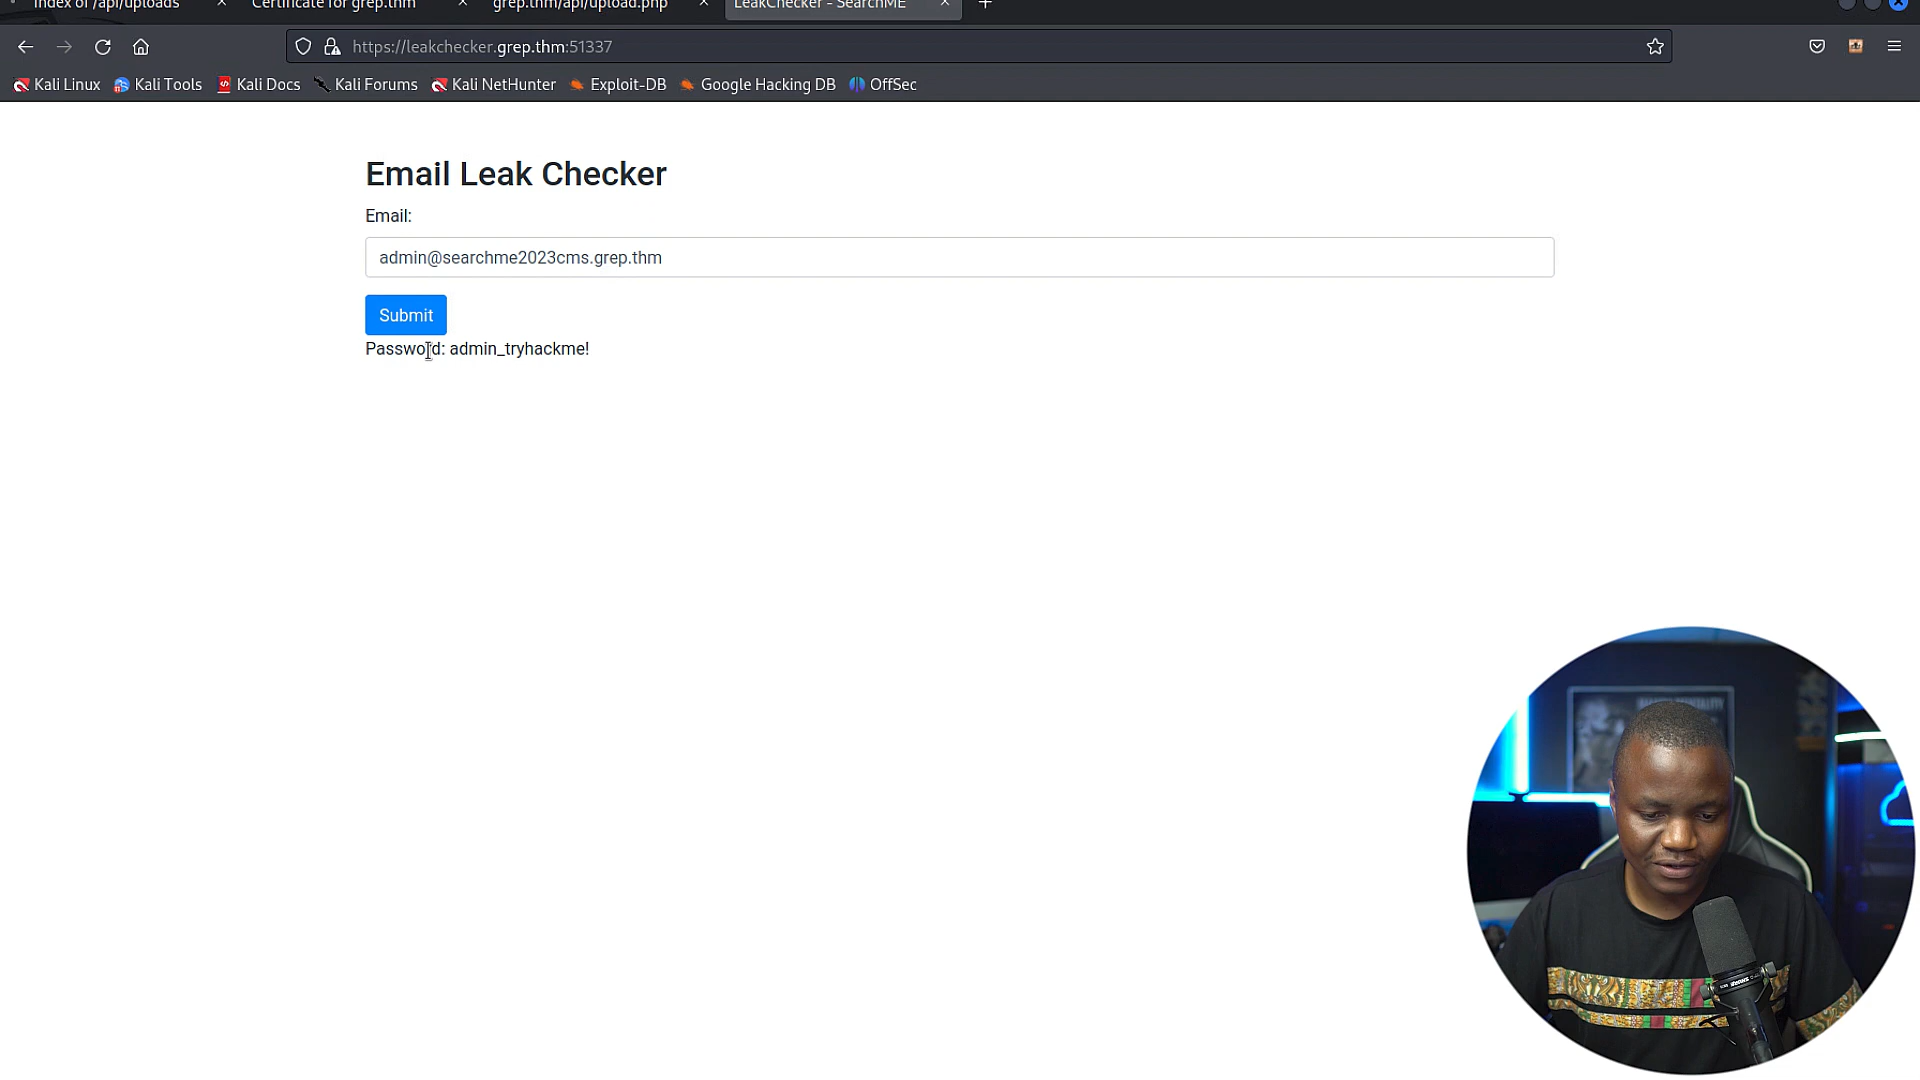 Index of /api/uploads
Certificate for grep.thm
grep.thm/api/upload.php
LeakChecker - SearchME
https://leakchecker.grep.thm:51337
Kali Linux
Kali Tools
Kali Docs
Kali Forums
Kali NetHunter
Exploit-DB
Google Hacking DB
OffSec
Email Leak Checker
Email:
admin@searchme2023cms.grep.thm
Submit
Password: admin_tryhackme!